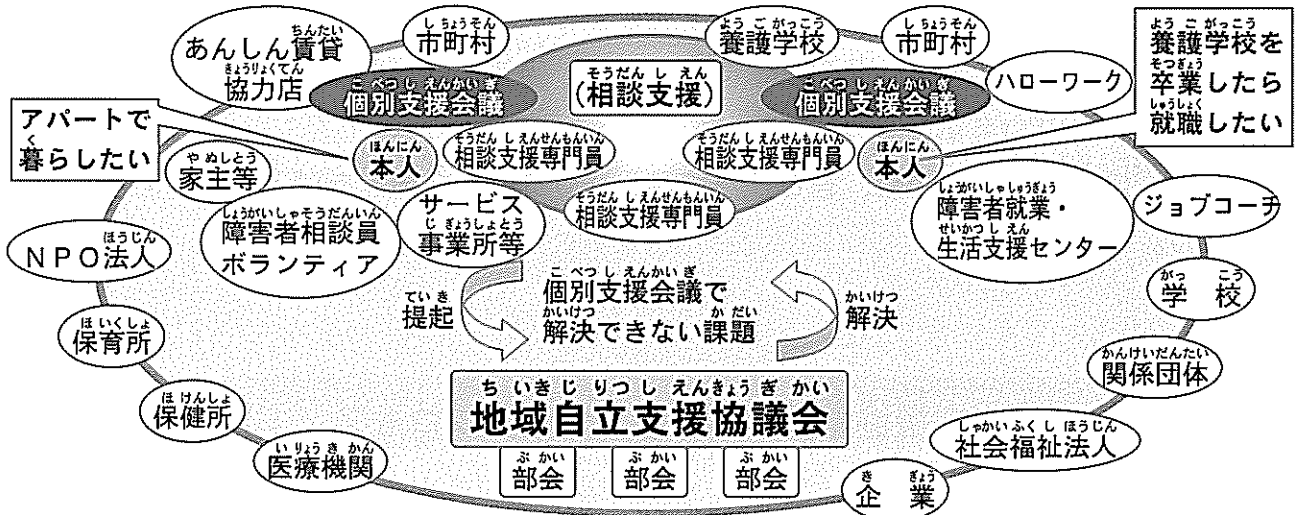 あんしん賃貸
協力店
市町村
養護学校
市町村
養護学校を
卒業したら
就職したい
ハローワーク
個別支援会議
(相談支援)
個別支援会議
アパートで
暮らしたい
家主等
本人
相談支援専門員
相談支援専門員
本人
相談支援専門員
障害者相談員
ボランティア
サービス
事業所等
障害者就業・
生活支援センター
ジョブコーチ
NPO法人
学校
提起
個別支援会議で
解決できない課題
解決
保育所
関係団体
保健所
地域自立支援協議会
社会福祉法人
医療機関
部会
部会
部会
企業